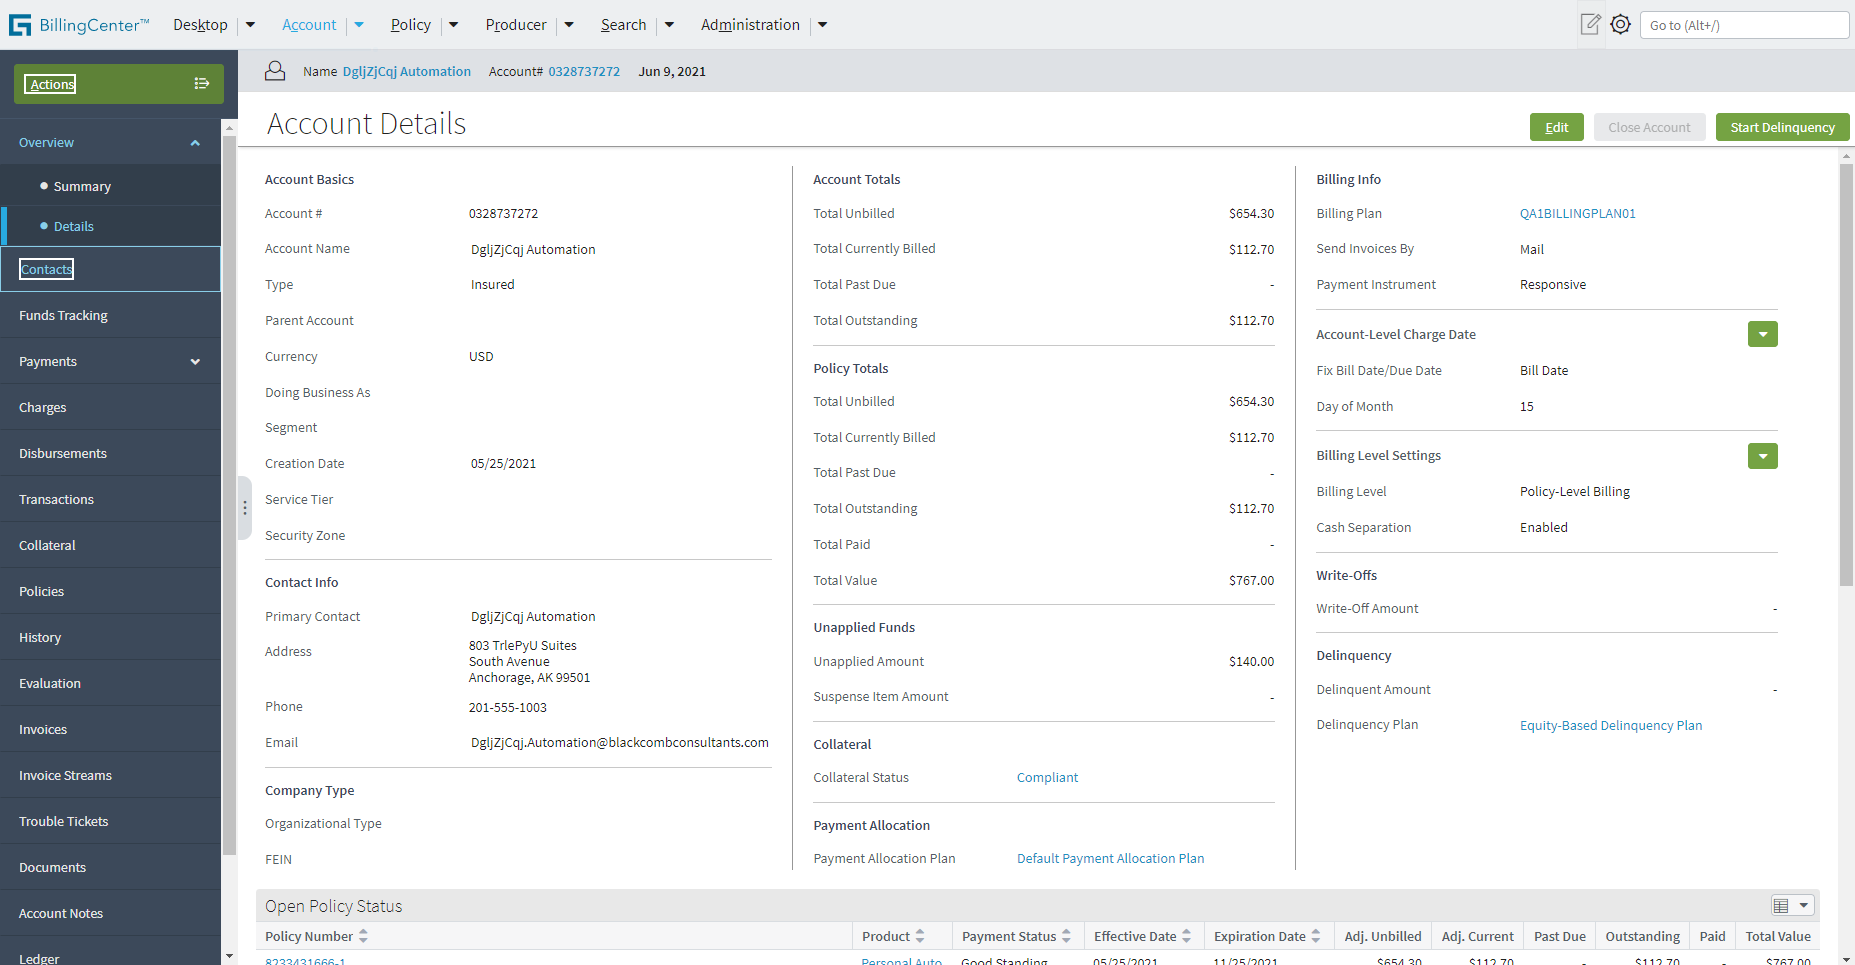 BillingCenter™ Desktop Account Policy Producer Search Administration Go to (Alt+/)
Actions
Name DgljZjCqj Automation Account# 0328737272 Jun 9, 2021
Account Details
Edit Close Account Start Delinquency
Overview
Summary
Details
Contacts
Funds Tracking
Payments
Charges
Disbursements
Transactions
Collateral
Policies
History
Evaluation
Invoices
Invoice Streams
Trouble Tickets
Documents
Account Notes
Ledger
Account Basics
Account # 0328737272
Account Name DgljZjCqj Automation
Type Insured
Parent Account
Currency USD
Doing Business As
Segment
Creation Date 05/25/2021
Service Tier
Security Zone
Contact Info
Primary Contact DgljZjCqj Automation
Address 803 TrlePyU Suites
South Avenue
Anchorage, AK 99501
Phone 201-555-1003
Email DgljZjCqj.Automation@blackcombconsultants.com
Company Type
Organizational Type
FEIN
Account Totals
Total Unbilled $654.30
Total Currently Billed $112.70
Total Past Due -
Total Outstanding $112.70
Policy Totals
Total Unbilled $654.30
Total Currently Billed $112.70
Total Past Due -
Total Outstanding $112.70
Total Paid -
Total Value $767.00
Unapplied Funds
Unapplied Amount $140.00
Suspense Item Amount -
Collateral
Collateral Status Compliant
Payment Allocation
Payment Allocation Plan Default Payment Allocation Plan
Billing Info
Billing Plan QA1BILLINGPLAN01
Send Invoices By Mail
Payment Instrument Responsive
Account-Level Charge Date
Fix Bill Date/Due Date Bill Date
Day of Month 15
Billing Level Settings
Billing Level Policy-Level Billing
Cash Separation Enabled
Write-Offs
Write-Off Amount -
Delinquency
Delinquent Amount -
Delinquency Plan Equity-Based Delinquency Plan
Open Policy Status
Policy Number Product Payment Status Effective Date Expiration Date Adj. Unbilled Adj. Current Past Due Outstanding Paid Total Value
8233431666-1 Personal Auto Good Standing 05/25/2021 11/25/2021 $654.30 $112.70 - $112.70 - $767.00